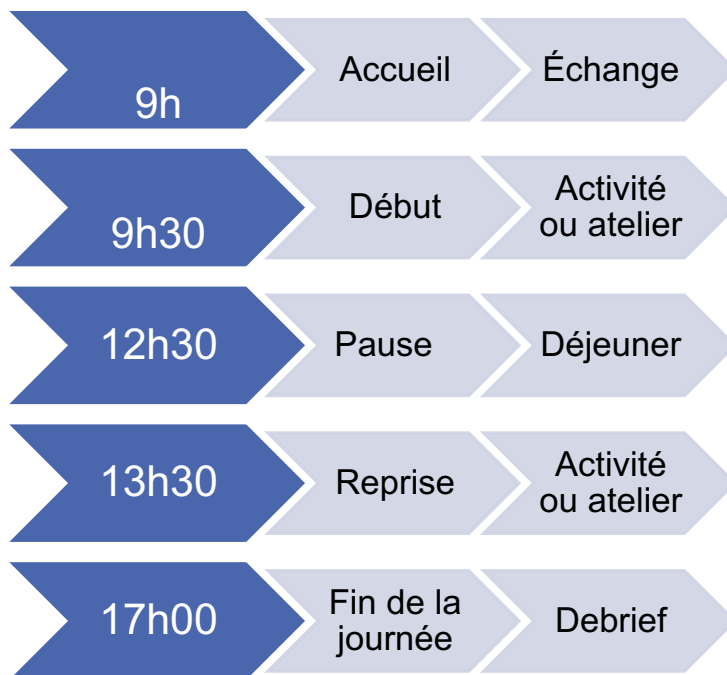 9h
Accueil
Échange
9h30
Début
Activité
ou atelier
12h30
Pause
Déjeuner
13h30
Reprise
Activité
ou atelier
17h00
Fin de la
journée
Debrief